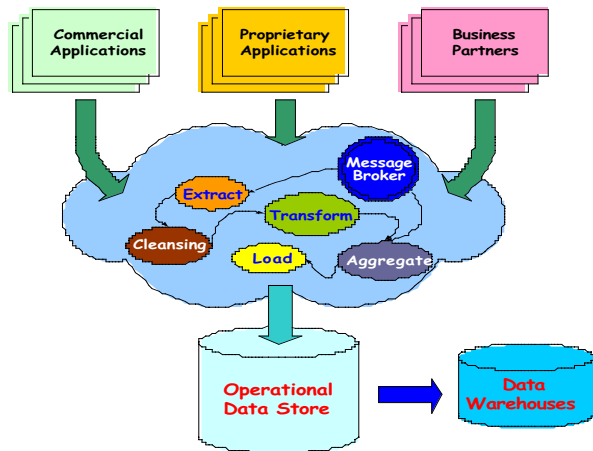 Commercial
Applications
Proprietary
Applications
Business
Partners
Message
Broker
Extract
Transform
Cleansing
Load
Aggregate
Operational
Data Store
Data
Warehouses